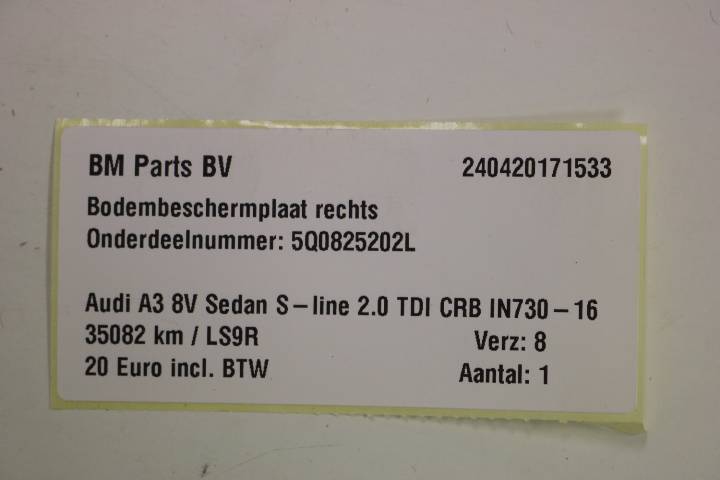 BM Parts BV 240420171533
Bodembeschermplaat rechts
Onderdeelnummer: 5Q0825202L
Audi A3 8V Sedan S-line 2.0 TDI CRB IN730-16
35082 km / LS9R Verz: 8
20 Euro incl. BTW Aantal: 1